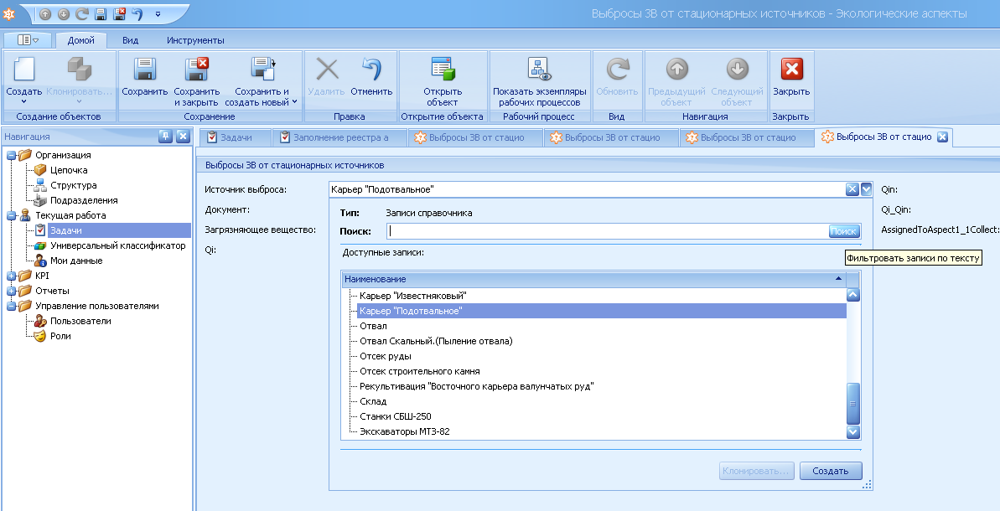 Выбросы ЗВ от стационарных источников - Экологические аспекты
Домой Вид Инструменты
Создать Клонировать... Сохранить Сохранить и закрыть Сохранить и создать новый Удалить Отменить Открыть объект Показать экземпляры рабочих процессов Обновить Предыдущий объект Следующий объект Закрыть
Создание объектов Сохранение Правка Открытие объекта Рабочий процесс Вид Навигация Закрыть
Навигация
Задачи Заполнение реестра а Выбросы ЗВ от стацио Выбросы ЗВ от стацио Выбросы ЗВ от стацио Выбросы ЗВ от стацио
Организация
Цепочка
Структура
Подразделения
Текущая работа
Задачи
Универсальный классификатор
Мои данные
KPI
Отчеты
Управление пользователями
Пользователи
Роли
Выбросы ЗВ от стационарных источников
Источник выброса: Карьер "Подотвальное" Qin:
Документ: Qi_Qin:
Загрязняющее вещество: AssignedToAspect1_1Collect:
Qi:
Тип: Записи справочника
Поиск: Поиск
Доступные записи:
Фильтровать записи по тексту
Наименование
Карьер "Известняковый"
Карьер "Подотвальное"
Отвал
Отвал Скальный.(Пыление отвала)
Отсек руды
Отсек строительного камня
Рекультивация "Восточного карьера валунчатых руд"
Склад
Станки СБШ-250
Экскаваторы МТЗ-82
Клонировать... Создать